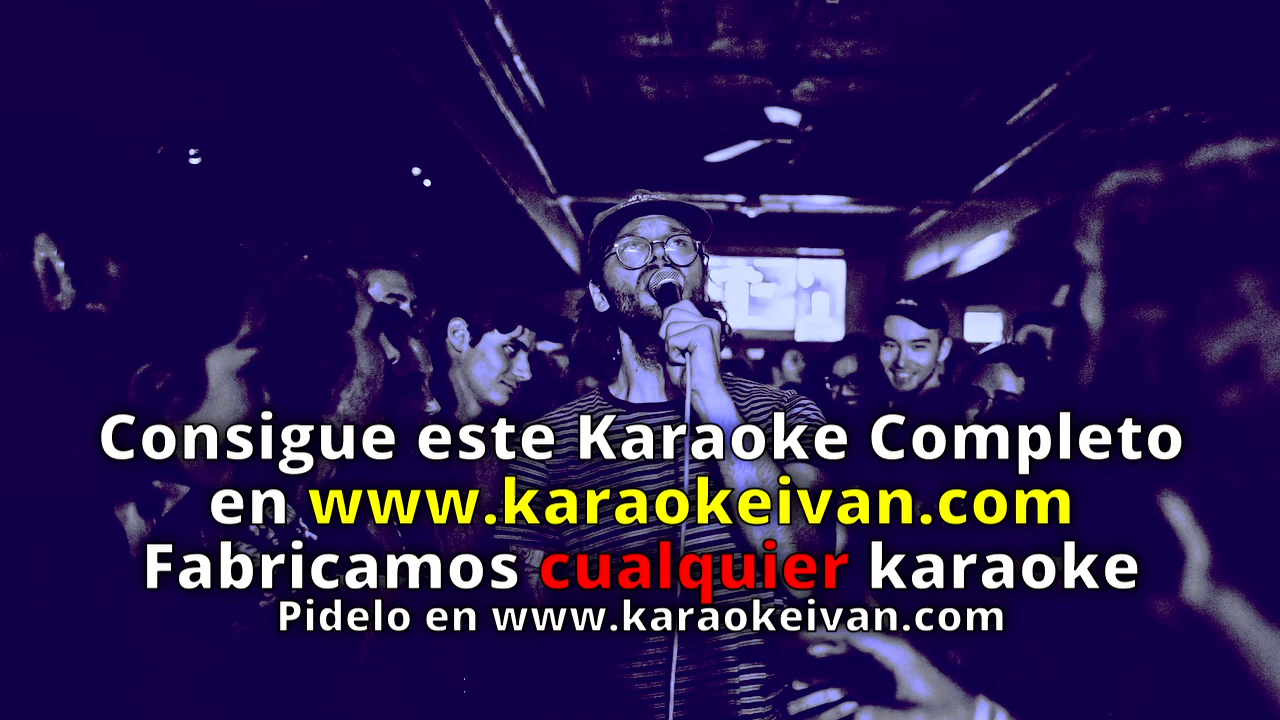 Consigue este Karaoke Completo
en www.karaokeivan.com
Fabricamos cualquier karaoke
Pidelo en www.karaokeivan.com